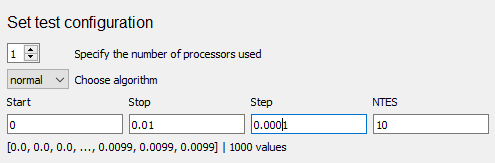 Set test configuration
1 Specify the number of processors used
normal Choose algorithm
Start Stop Step NTES
0 0.01 0.0001 10
[0.0, 0.0, 0.0, ..., 0.0099, 0.0099, 0.0099] | 1000 values